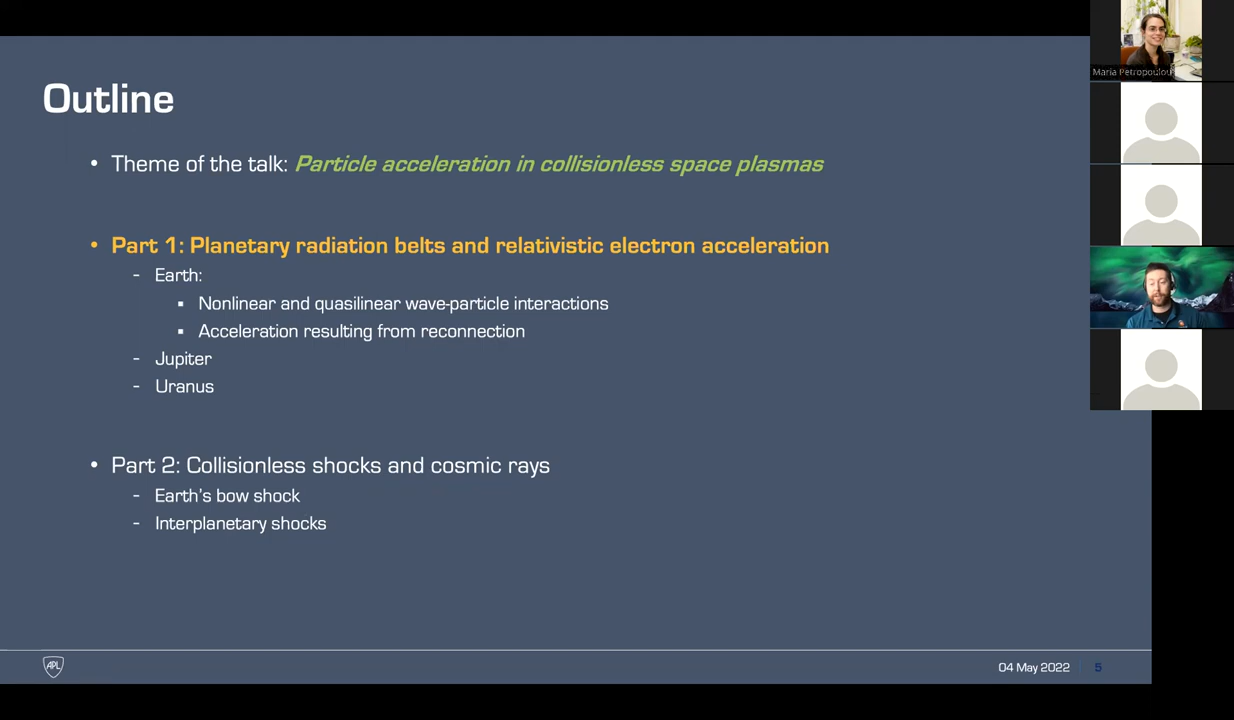 Outline
• Theme of the talk: Particle acceleration in collisionless space plasmas
• Part 1: Planetary radiation belts and relativistic electron acceleration
- Earth:
▪ Nonlinear and quasilinear wave-particle interactions
▪ Acceleration resulting from reconnection
- Jupiter
- Uranus
• Part 2: Collisionless shocks and cosmic rays
- Earth's bow shock
- Interplanetary shocks
APL
04 May 2022
5
Maria Petropoulou